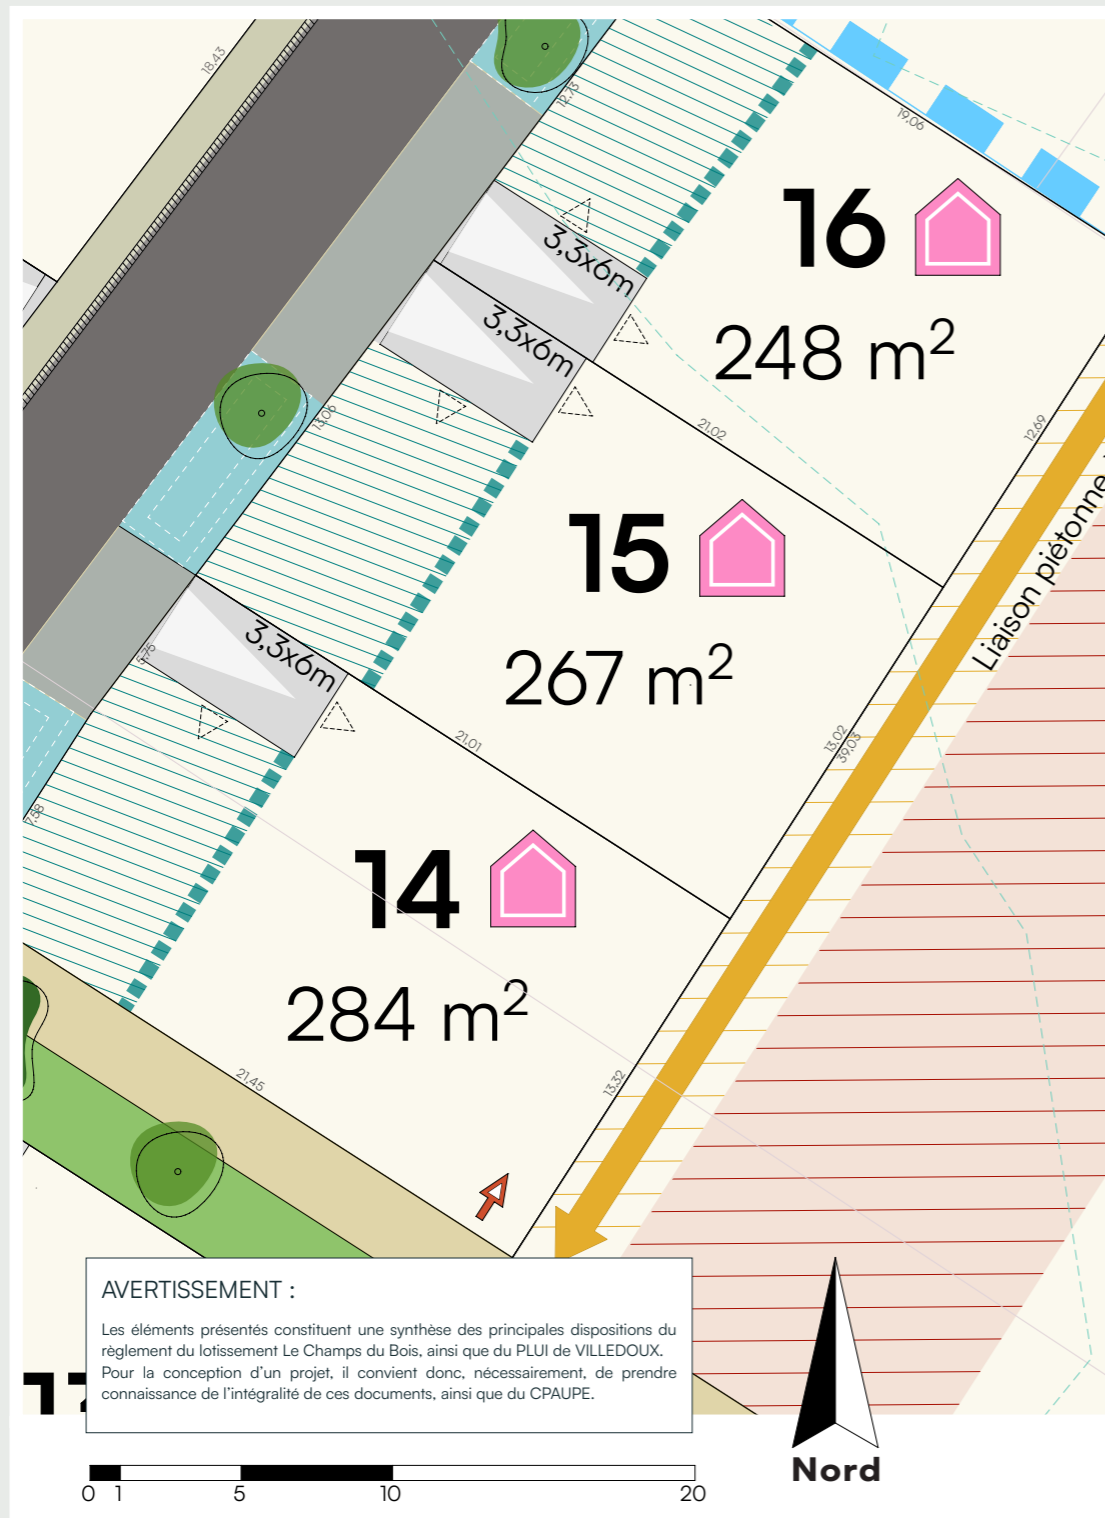 18,43
12,73
19,06
16
3,3x6m
248 m²
3,3x6m
13,06
21,02
12,69
Liaison piétonne
15
3,3x6m
267 m²
5,75
21,01
13,02
39,03
7,58
14
284 m²
21,45
13,32
AVERTISSEMENT :
Les éléments présentés constituent une synthèse des principales dispositions du
règlement du lotissement Le Champs du Bois, ainsi que du PLUI de VILLEDOUX.
Pour la conception d'un projet, il convient donc, nécessairement, de prendre
connaissance de l'intégralité de ces documents, ainsi que du CPAUPE.
Nord
0 1 5 10 20